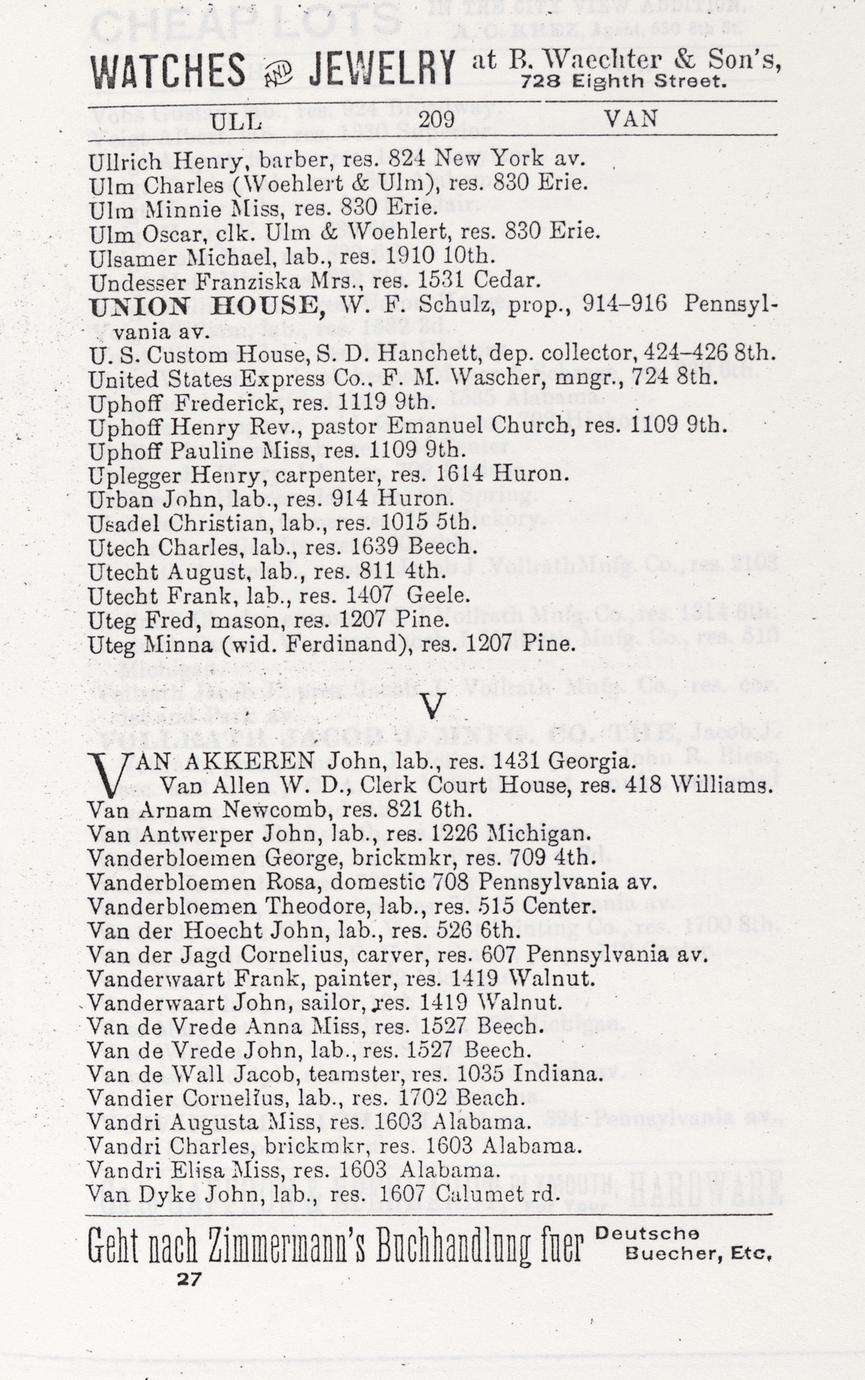 WATCHES AND JEWELRY at B. Waechter & Son's,
728 Eighth Street.
ULL 209 VAN
Ullrich Henry, barber, res. 824 New York av.
Ulm Charles (Woehlert & Ulm), res. 830 Erie.
Ulm Minnie Miss, res. 830 Erie.
Ulm Oscar, clk. Ulm & Woehlert, res. 830 Erie.
Ulsamer Michael, lab., res. 1910 10th.
Undesser Franziska Mrs., res. 1531 Cedar.
UNION HOUSE, W. F. Schulz, prop., 914–916 Pennsyl-
vania av.
U. S. Custom House, S. D. Hanchett, dep. collector, 424–426 8th.
United States Express Co., F. M. Wascher, mngr., 724 8th.
Uphoff Frederick, res. 1119 9th.
Uphoff Henry Rev., pastor Emanuel Church, res. 1109 9th.
Uphoff Pauline Miss, res. 1109 9th.
Uplegger Henry, carpenter, res. 1614 Huron.
Urban John, lab., res. 914 Huron.
Usadel Christian, lab., res. 1015 5th.
Utech Charles, lab., res. 1639 Beech.
Utecht August, lab., res. 811 4th.
Utecht Frank, lab., res. 1407 Geele.
Uteg Fred, mason, res. 1207 Pine.
Uteg Minna (wid. Ferdinand), res. 1207 Pine.
V
VAN AKKEREN John, lab., res. 1431 Georgia.
Van Allen W. D., Clerk Court House, res. 418 Williams.
Van Arnam Newcomb, res. 821 6th.
Van Antwerper John, lab., res. 1226 Michigan.
Vanderbloemen George, brickmkr, res. 709 4th.
Vanderbloemen Rosa, domestic 708 Pennsylvania av.
Vanderbloemen Theodore, lab., res. 515 Center.
Van der Hoecht John, lab., res. 526 6th.
Van der Jagd Cornelius, carver, res. 607 Pennsylvania av.
Vanderwaart Frank, painter, res. 1419 Walnut.
Vanderwaart John, sailor, res. 1419 Walnut.
Van de Vrede Anna Miss, res. 1527 Beech.
Van de Vrede John, lab., res. 1527 Beech.
Van de Wall Jacob, teamster, res. 1035 Indiana.
Vandier Cornelius, lab., res. 1702 Beach.
Vandri Augusta Miss, res. 1603 Alabama.
Vandri Charles, brickmkr, res. 1603 Alabama.
Vandri Elisa Miss, res. 1603 Alabama.
Van Dyke John, lab., res. 1607 Calumet rd.
Geht nach Zimmermann's Buchhandlung fuer Deutsche
Buecher, Etc,
27